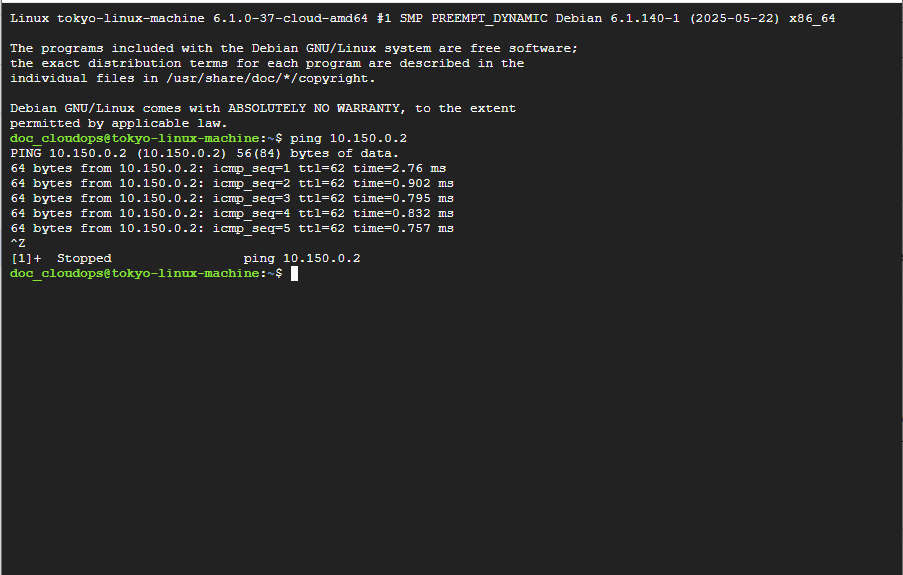 Linux tokyo-linux-machine 6.1.0-37-cloud-amd64 #1 SMP PREEMPT_DYNAMIC Debian 6.1.140-1 (2025-05-22) x86_64
The programs included with the Debian GNU/Linux system are free software;
the exact distribution terms for each program are described in the
individual files in /usr/share/doc/*/copyright.
Debian GNU/Linux comes with ABSOLUTELY NO WARRANTY, to the extent
permitted by applicable law.
doc_cloudops@tokyo-linux-machine:~$ ping 10.150.0.2
PING 10.150.0.2 (10.150.0.2) 56(84) bytes of data.
64 bytes from 10.150.0.2: icmp_seq=1 ttl=62 time=2.76 ms
64 bytes from 10.150.0.2: icmp_seq=2 ttl=62 time=0.902 ms
64 bytes from 10.150.0.2: icmp_seq=3 ttl=62 time=0.795 ms
64 bytes from 10.150.0.2: icmp_seq=4 ttl=62 time=0.832 ms
64 bytes from 10.150.0.2: icmp_seq=5 ttl=62 time=0.757 ms
^Z
[1]+  Stopped                 ping 10.150.0.2
doc_cloudops@tokyo-linux-machine:~$